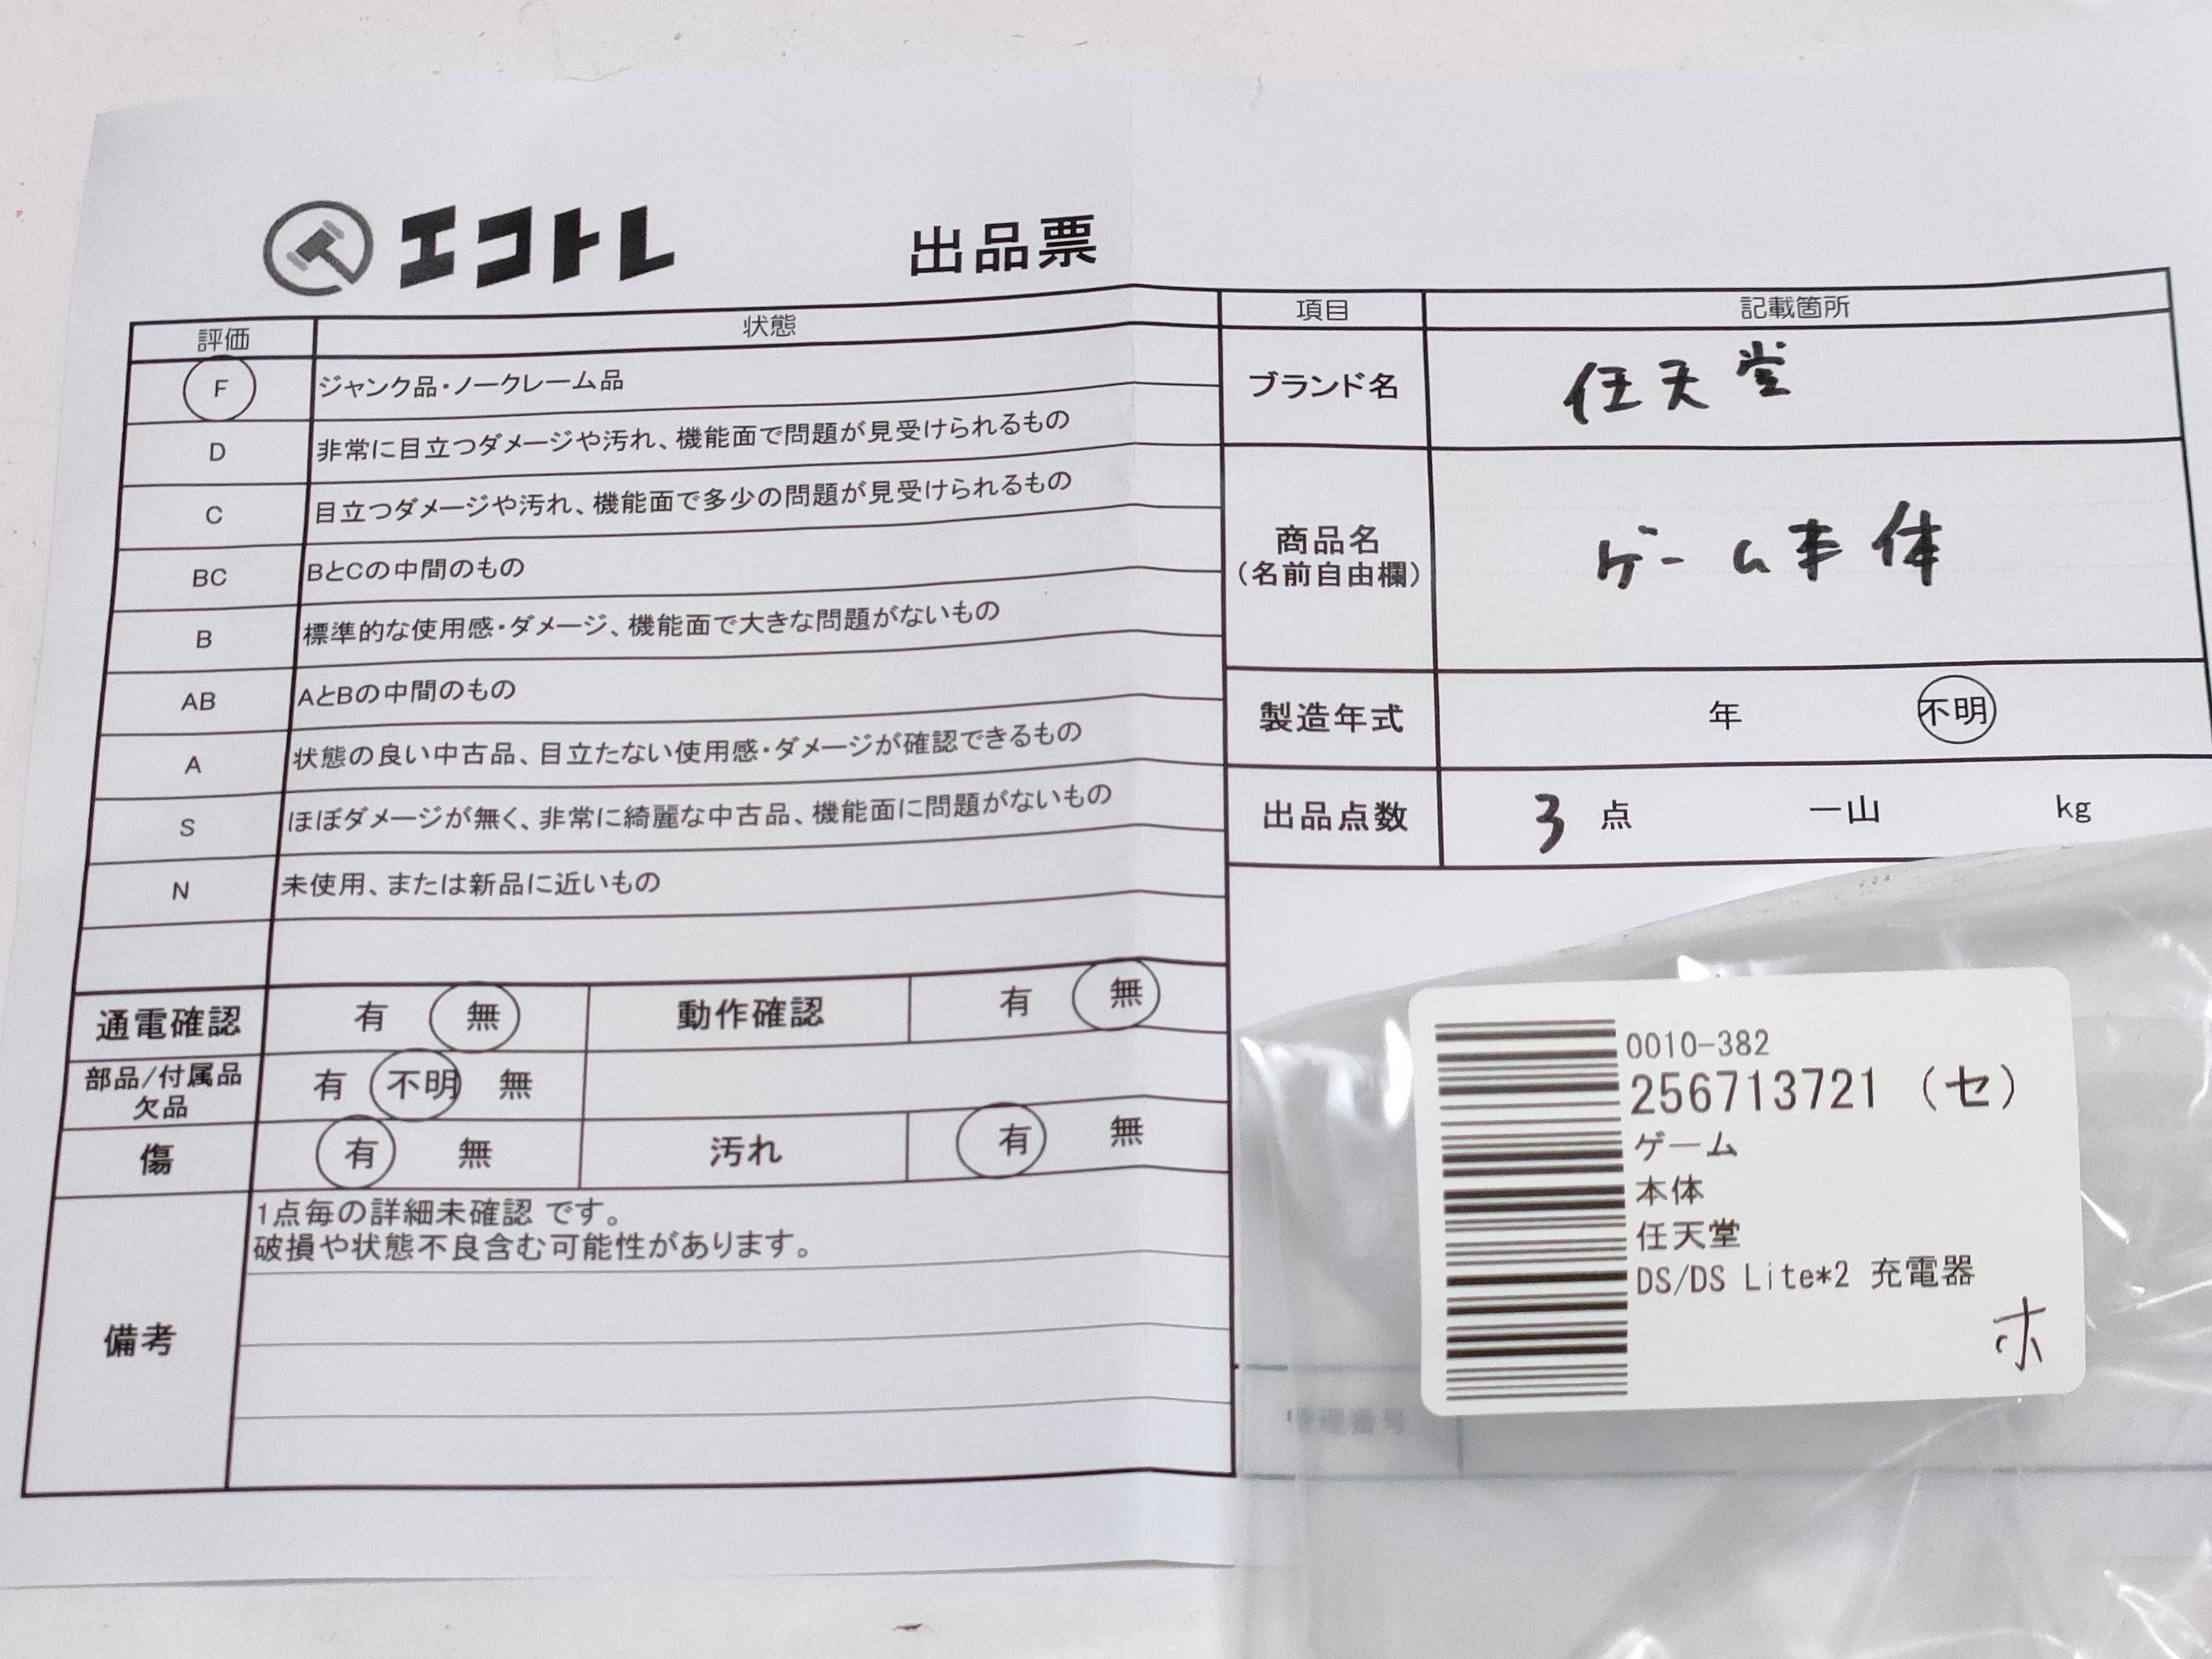 エコトレ 出品票
評価 状態
F ジャンク品・ノークレーム品
D 非常に目立つダメージや汚れ、機能面で問題が見受けられるもの
C 目立つダメージや汚れ、機能面で多少の問題が見受けられるもの
BC BとCの中間のもの
B 標準的な使用感・ダメージ、機能面で大きな問題がないもの
AB AとBの中間のもの
A 状態の良い中古品、目立たない使用感・ダメージが確認できるもの
S ほぼダメージが無く、非常に綺麗な中古品、機能面に問題がないもの
N 未使用、または新品に近いもの
通電確認 有 無 動作確認 有 無
部品/付属品
欠品 有 不明 無
傷 有 無 汚れ 有 無
備考
1点毎の詳細未確認 です。
破損や状態不良含む可能性があります。
項目 記載箇所
ブランド名 任天堂
商品名
(名前自由欄) ゲーム本体
製造年式 年 不明
出品点数 3 点 一山 kg
0010-382
256713721 (セ)
ゲーム
本体
任天堂
DS/DS Lite*2 充電器
ホ
管理番号